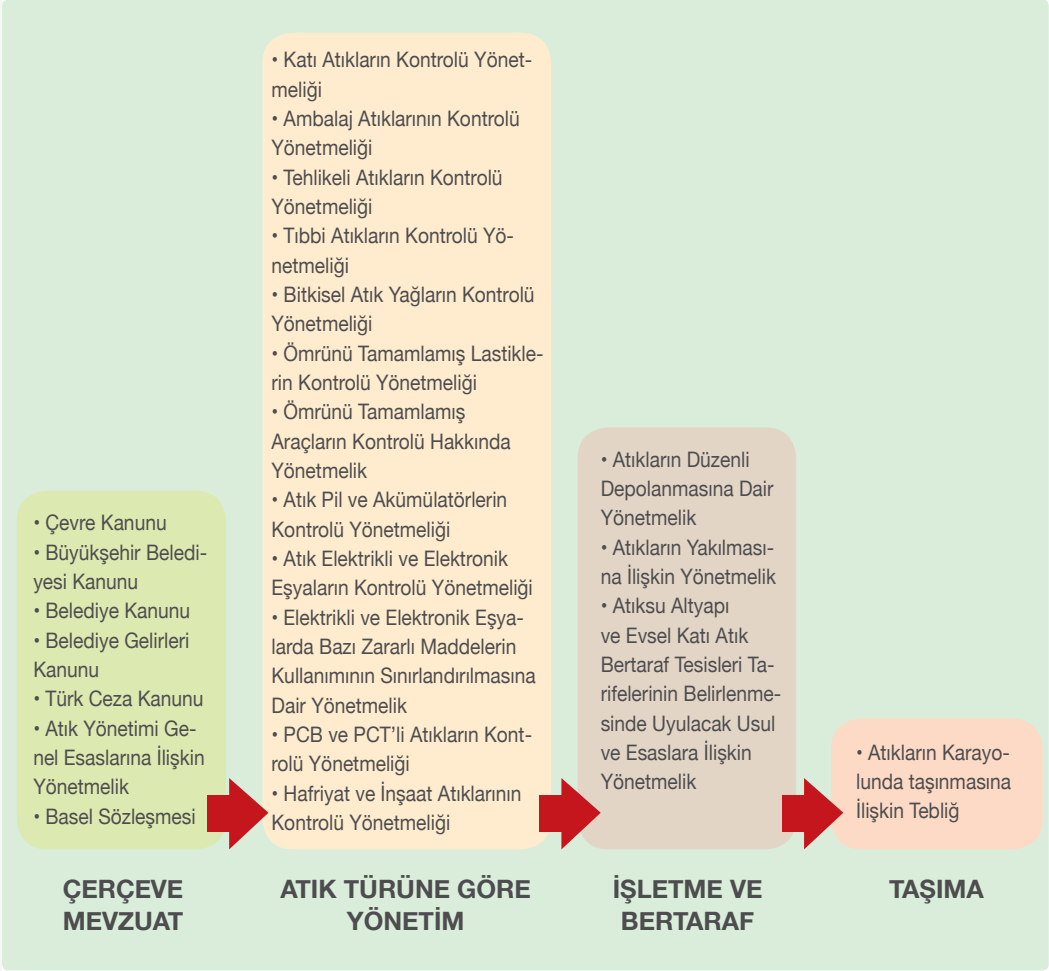 • Çevre Kanunu
• Büyükşehir Beledi-
yesi Kanunu
• Belediye Kanunu
• Belediye Gelirleri
Kanunu
• Türk Ceza Kanunu
• Atık Yönetimi Ge-
nel Esaslarına İlişkin
Yönetmelik
• Basel Sözleşmesi
ÇERÇEVE
MEVZUAT
• Katı Atıkların Kontrolü Yönet-
meliği
• Ambalaj Atıklarının Kontrolü
Yönetmeliği
• Tehlikeli Atıkların Kontrolü
Yönetmeliği
• Tıbbi Atıkların Kontrolü Yö-
netmeliği
• Bitkisel Atık Yağların Kontrolü
Yönetmeliği
• Ömrünü Tamamlamış Lastikle-
rin Kontrolü Yönetmeliği
• Ömrünü Tamamlamış
Araçların Kontrolü Hakkında
Yönetmelik
• Atık Pil ve Akümülatörlerin
Kontrolü Yönetmeliği
• Atık Elektrikli ve Elektronik
Eşyaların Kontrolü Yönetmeliği
• Elektrikli ve Elektronik Eşya-
larda Bazı Zararlı Maddelerin
Kullanımının Sınırlandırılmasına
Dair Yönetmelik
• PCB ve PCT’li Atıkların Kont-
rolü Yönetmeliği
• Hafriyat ve İnşaat Atıklarının
Kontrolü Yönetmeliği
ATIK TÜRÜNE GÖRE
YÖNETİM
• Atıkların Düzenli
Depolanmasına Dair
Yönetmelik
• Atıkların Yakılması-
na İlişkin Yönetmelik
• Atıksu Altyapı
ve Evsel Katı Atık
Bertaraf Tesisleri Ta-
rifelerinin Belirlenme-
sinde Uyulacak Usul
ve Esaslara İlişkin
Yönetmelik
İŞLETME VE
BERTARAF
• Atıkların Karayo-
lunda taşınmasına
İlişkin Tebliğ
TAŞIMA